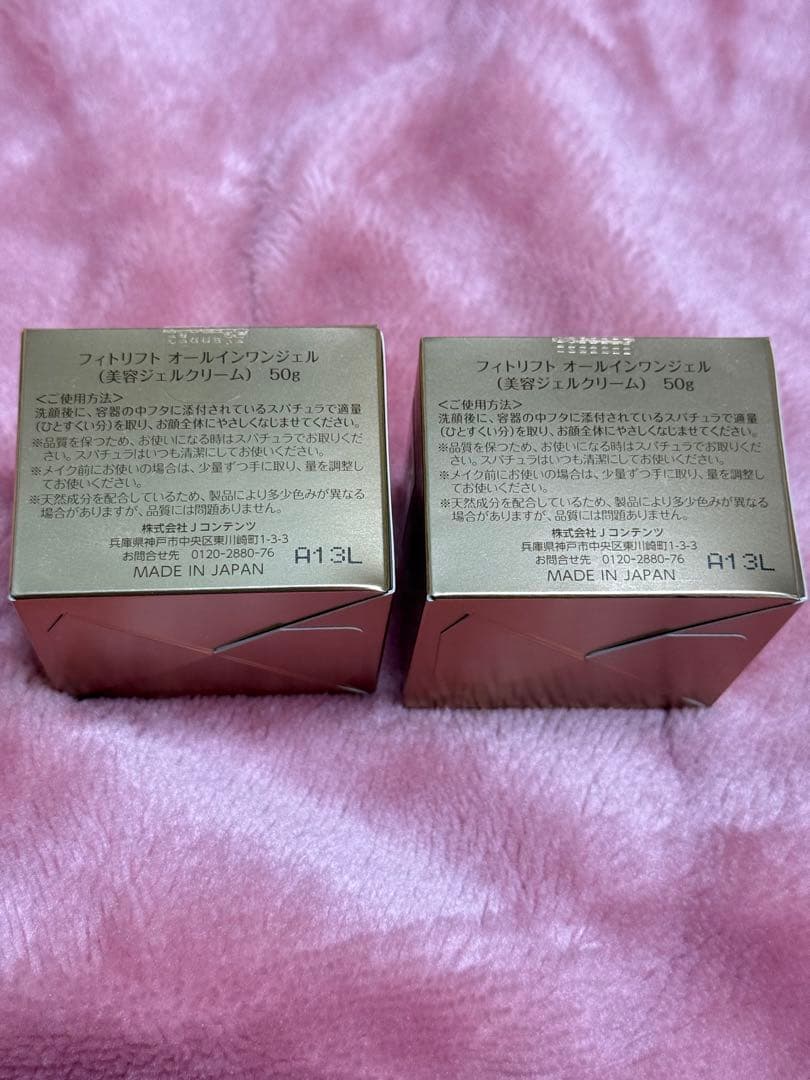 フィトリフト オールインワンジェル
（美容ジェルクリーム） 50g
＜ご使用方法＞
洗顔後に、容器の中フタに添付されているスパチュラで適量
（ひとすくい分）を取り、お顔全体にやさしくなじませてください。
※品質を保つため、お使いになる時はスパチュラでお取りくだ
さい。スパチュラはいつも清潔にしてお使いください。
※メイク前にお使いの場合は、少量ずつ手に取り、量を調整し
てお使いください。
※天然成分を配合しているため、製品により多少色みが異なる
場合がありますが、品質には問題ありません。
株式会社Jコンテンツ
兵庫県神戸市中央区東川崎町1-3-3
お問合せ先 0120-2880-76
MADE IN JAPAN
A13L
フィトリフト オールインワンジェル
（美容ジェルクリーム） 50g
＜ご使用方法＞
洗顔後に、容器の中フタに添付されているスパチュラで適量
（ひとすくい分）を取り、お顔全体にやさしくなじませてください。
※品質を保つため、お使いになる時はスパチュラでお取りくだ
さい。スパチュラはいつも清潔にしてお使いください。
※メイク前にお使いの場合は、少量ずつ手に取り、量を調整し
てお使いください。
※天然成分を配合しているため、製品により多少色みが異なる
場合がありますが、品質には問題ありません。
株式会社Jコンテンツ
兵庫県神戸市中央区東川崎町1-3-3
お問合せ先 0120-2880-76
MADE IN JAPAN
A13L